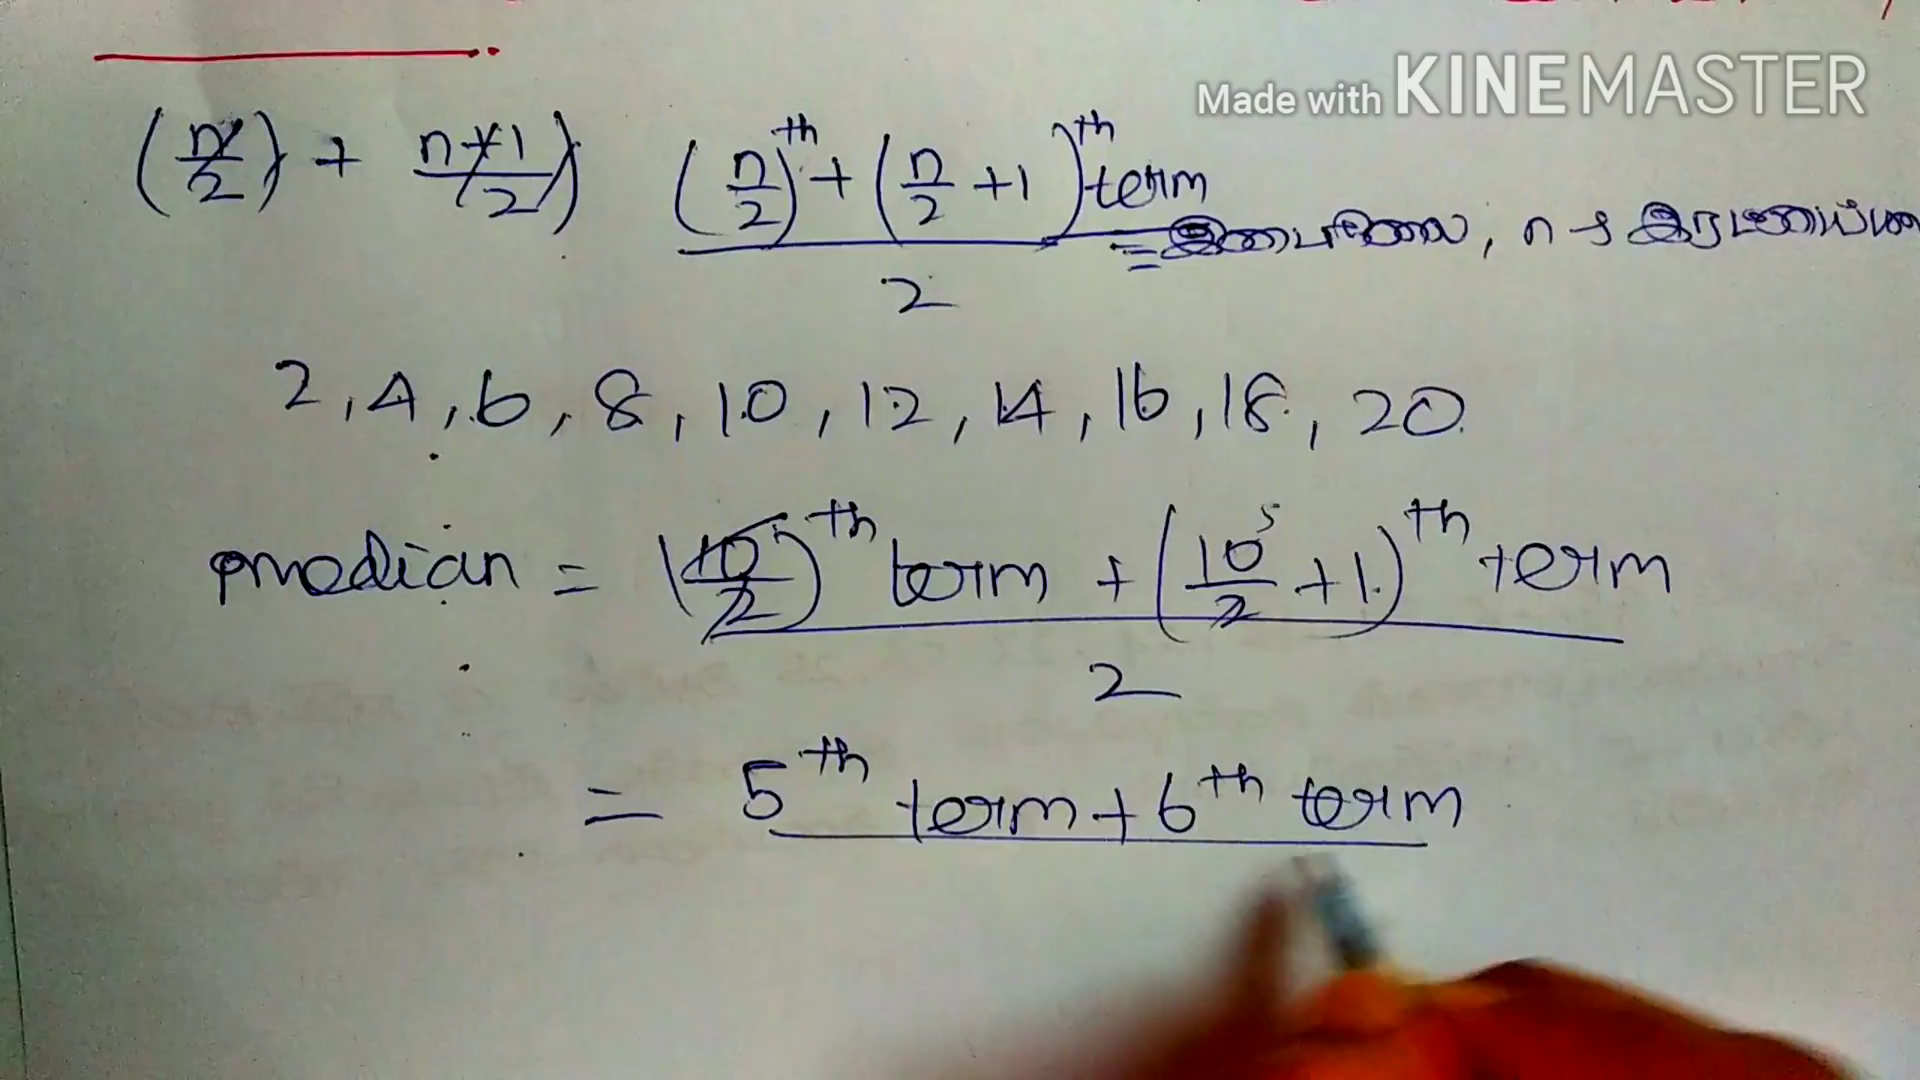 Made with KINEMASTER
(n/2) + n+1/2) (n/2)th + (n/2 + 1)th term / 2 = இடைநிலை, n →
2, 4, 6, 8, 10, 12, 14, 16, 18, 20
median = (10/2)th term + (10/2 + 1)th term / 2
= 5th term + 6th term